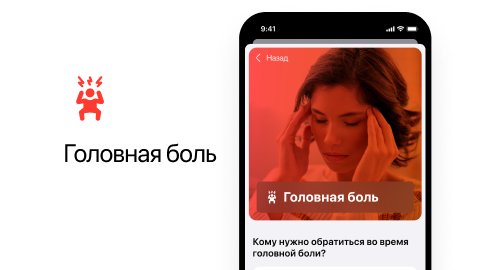 9:41
Назад
Головная боль
Головная боль
Кому нужно обратиться во время
головной боли?